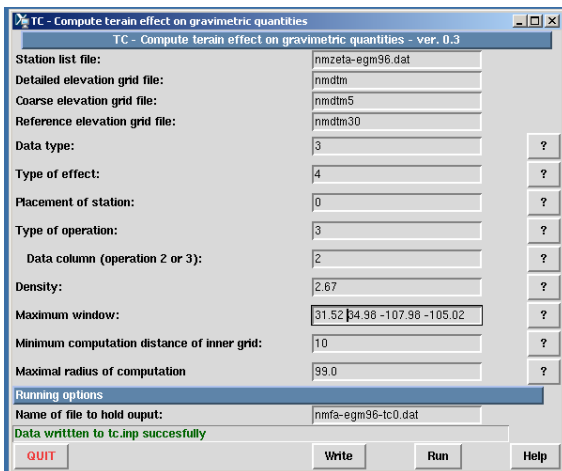 TC - Compute terain effect on gravimetric quantities
TC - Compute terain effect on gravimetric quantities - ver. 0.3
Station list file: nmzeta-egm96.dat
Detailed elevation grid file: nmdtm
Coarse elevation grid file: nmdtm5
Reference elevation grid file: nmdtm30
Data type: 3 ?
Type of effect: 4 ?
Placement of station: 0 ?
Type of operation: 3 ?
Data column (operation 2 or 3): 2 ?
Density: 2.67 ?
Maximum window: 31.52 34.98 -107.98 -105.02 ?
Minimum computation distance of inner grid: 10 ?
Maximal radius of computation 99.0 ?
Running options
Name of file to hold ouput: nmfa-egm96-tc0.dat
Data writtten to tc.inp succesfully
QUIT Write Run Help